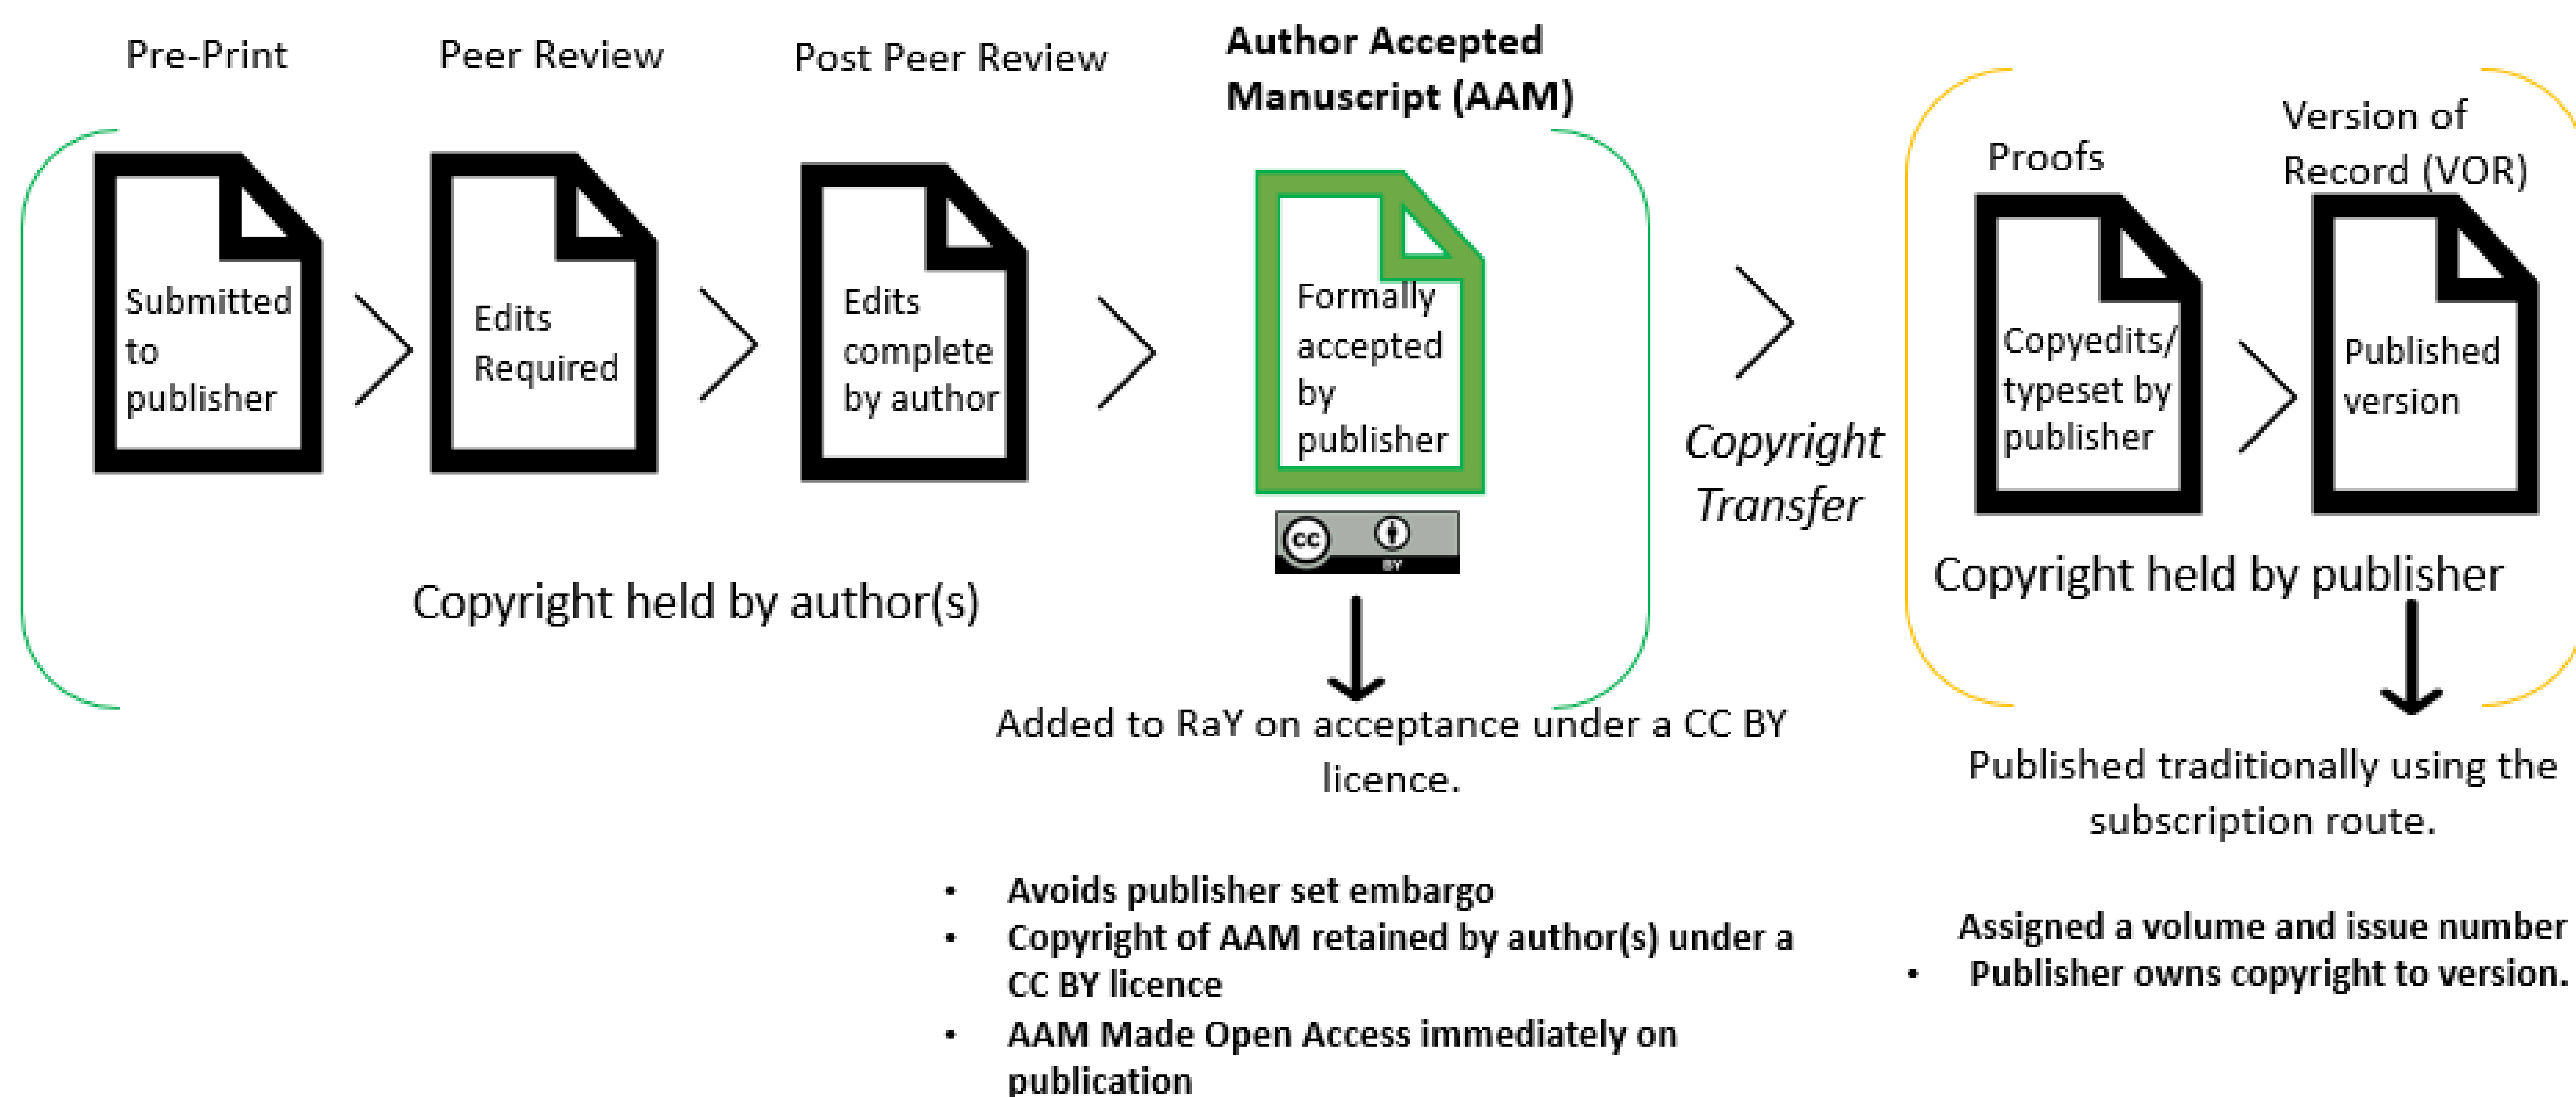 Pre-Print
Peer Review
Post Peer Review
Author Accepted
Manuscript (AAM)
Proofs
Version of
Record (VOR)
Submitted
to
publisher
Edits
Required
Edits
complete
by author
Formally
accepted
by
publisher
Copyright
Transfer
Copyedits/
typeset by
publisher
Published
version
cc
BY
Copyright held by author(s)
Copyright held by publisher
Added to RaY on acceptance under a CC BY
licence.
• Avoids publisher set embargo
• Copyright of AAM retained by author(s) under a
CC BY licence
• AAM Made Open Access immediately on
publication
Published traditionally using the
subscription route.
Assigned a volume and issue number
• Publisher owns copyright to version.